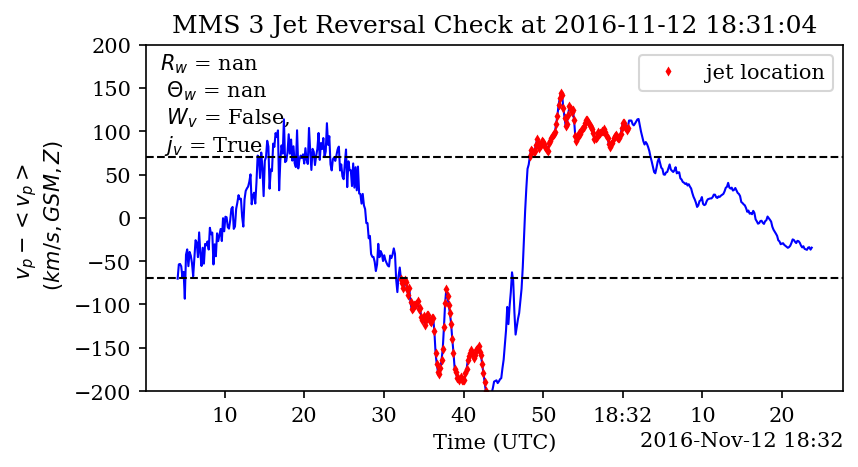 MMS 3 Jet Reversal Check at 2016-11-12 18:31:04
R_w = nan
Θ_w = nan
W_v = False,
j_v = True
jet location
v_p − < v_p >
(km/s, GSM, Z)
200
150
100
50
0
−50
−100
−150
−200
10 20 30 40 50 18:32 10 20
Time (UTC)
2016-Nov-12 18:32